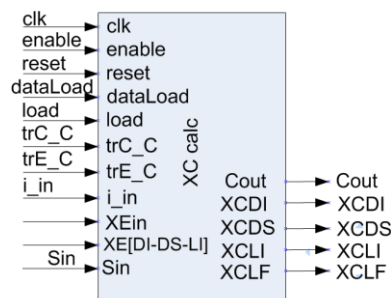 clk clk
enable enable
reset reset
dataLoad dataLoad
load load
trC_C trC_C
trE_C trE_C
i_in i_in
XEin
XE[DI-DS-LI]
Sin Sin
XC calc
Cout Cout
XCDI XCDI
XCDS XCDS
XCLI XCLI
XCLF XCLF